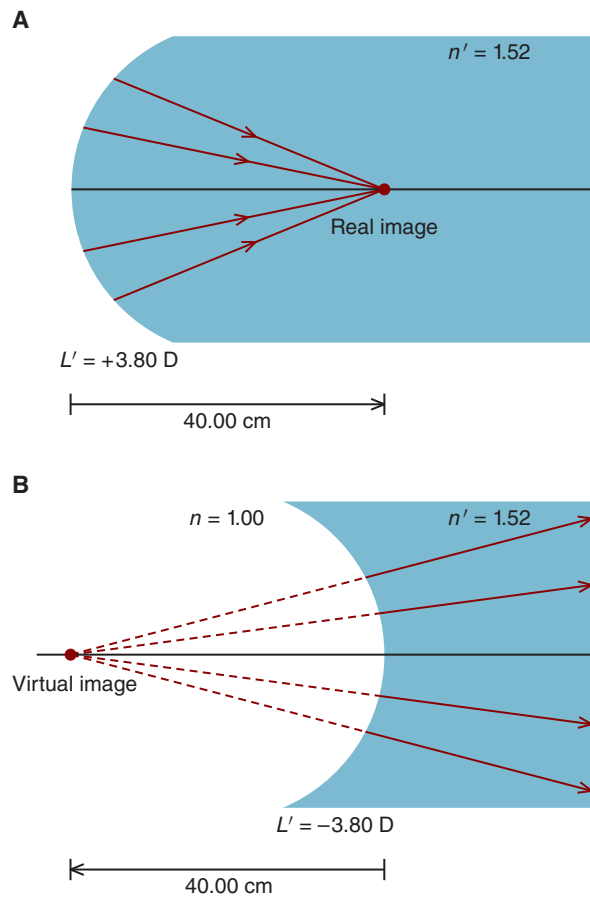 A
n′ = 1.52
Real image
L′ = +3.80 D
40.00 cm
B
n = 1.00
n′ = 1.52
Virtual image
L′ = −3.80 D
40.00 cm